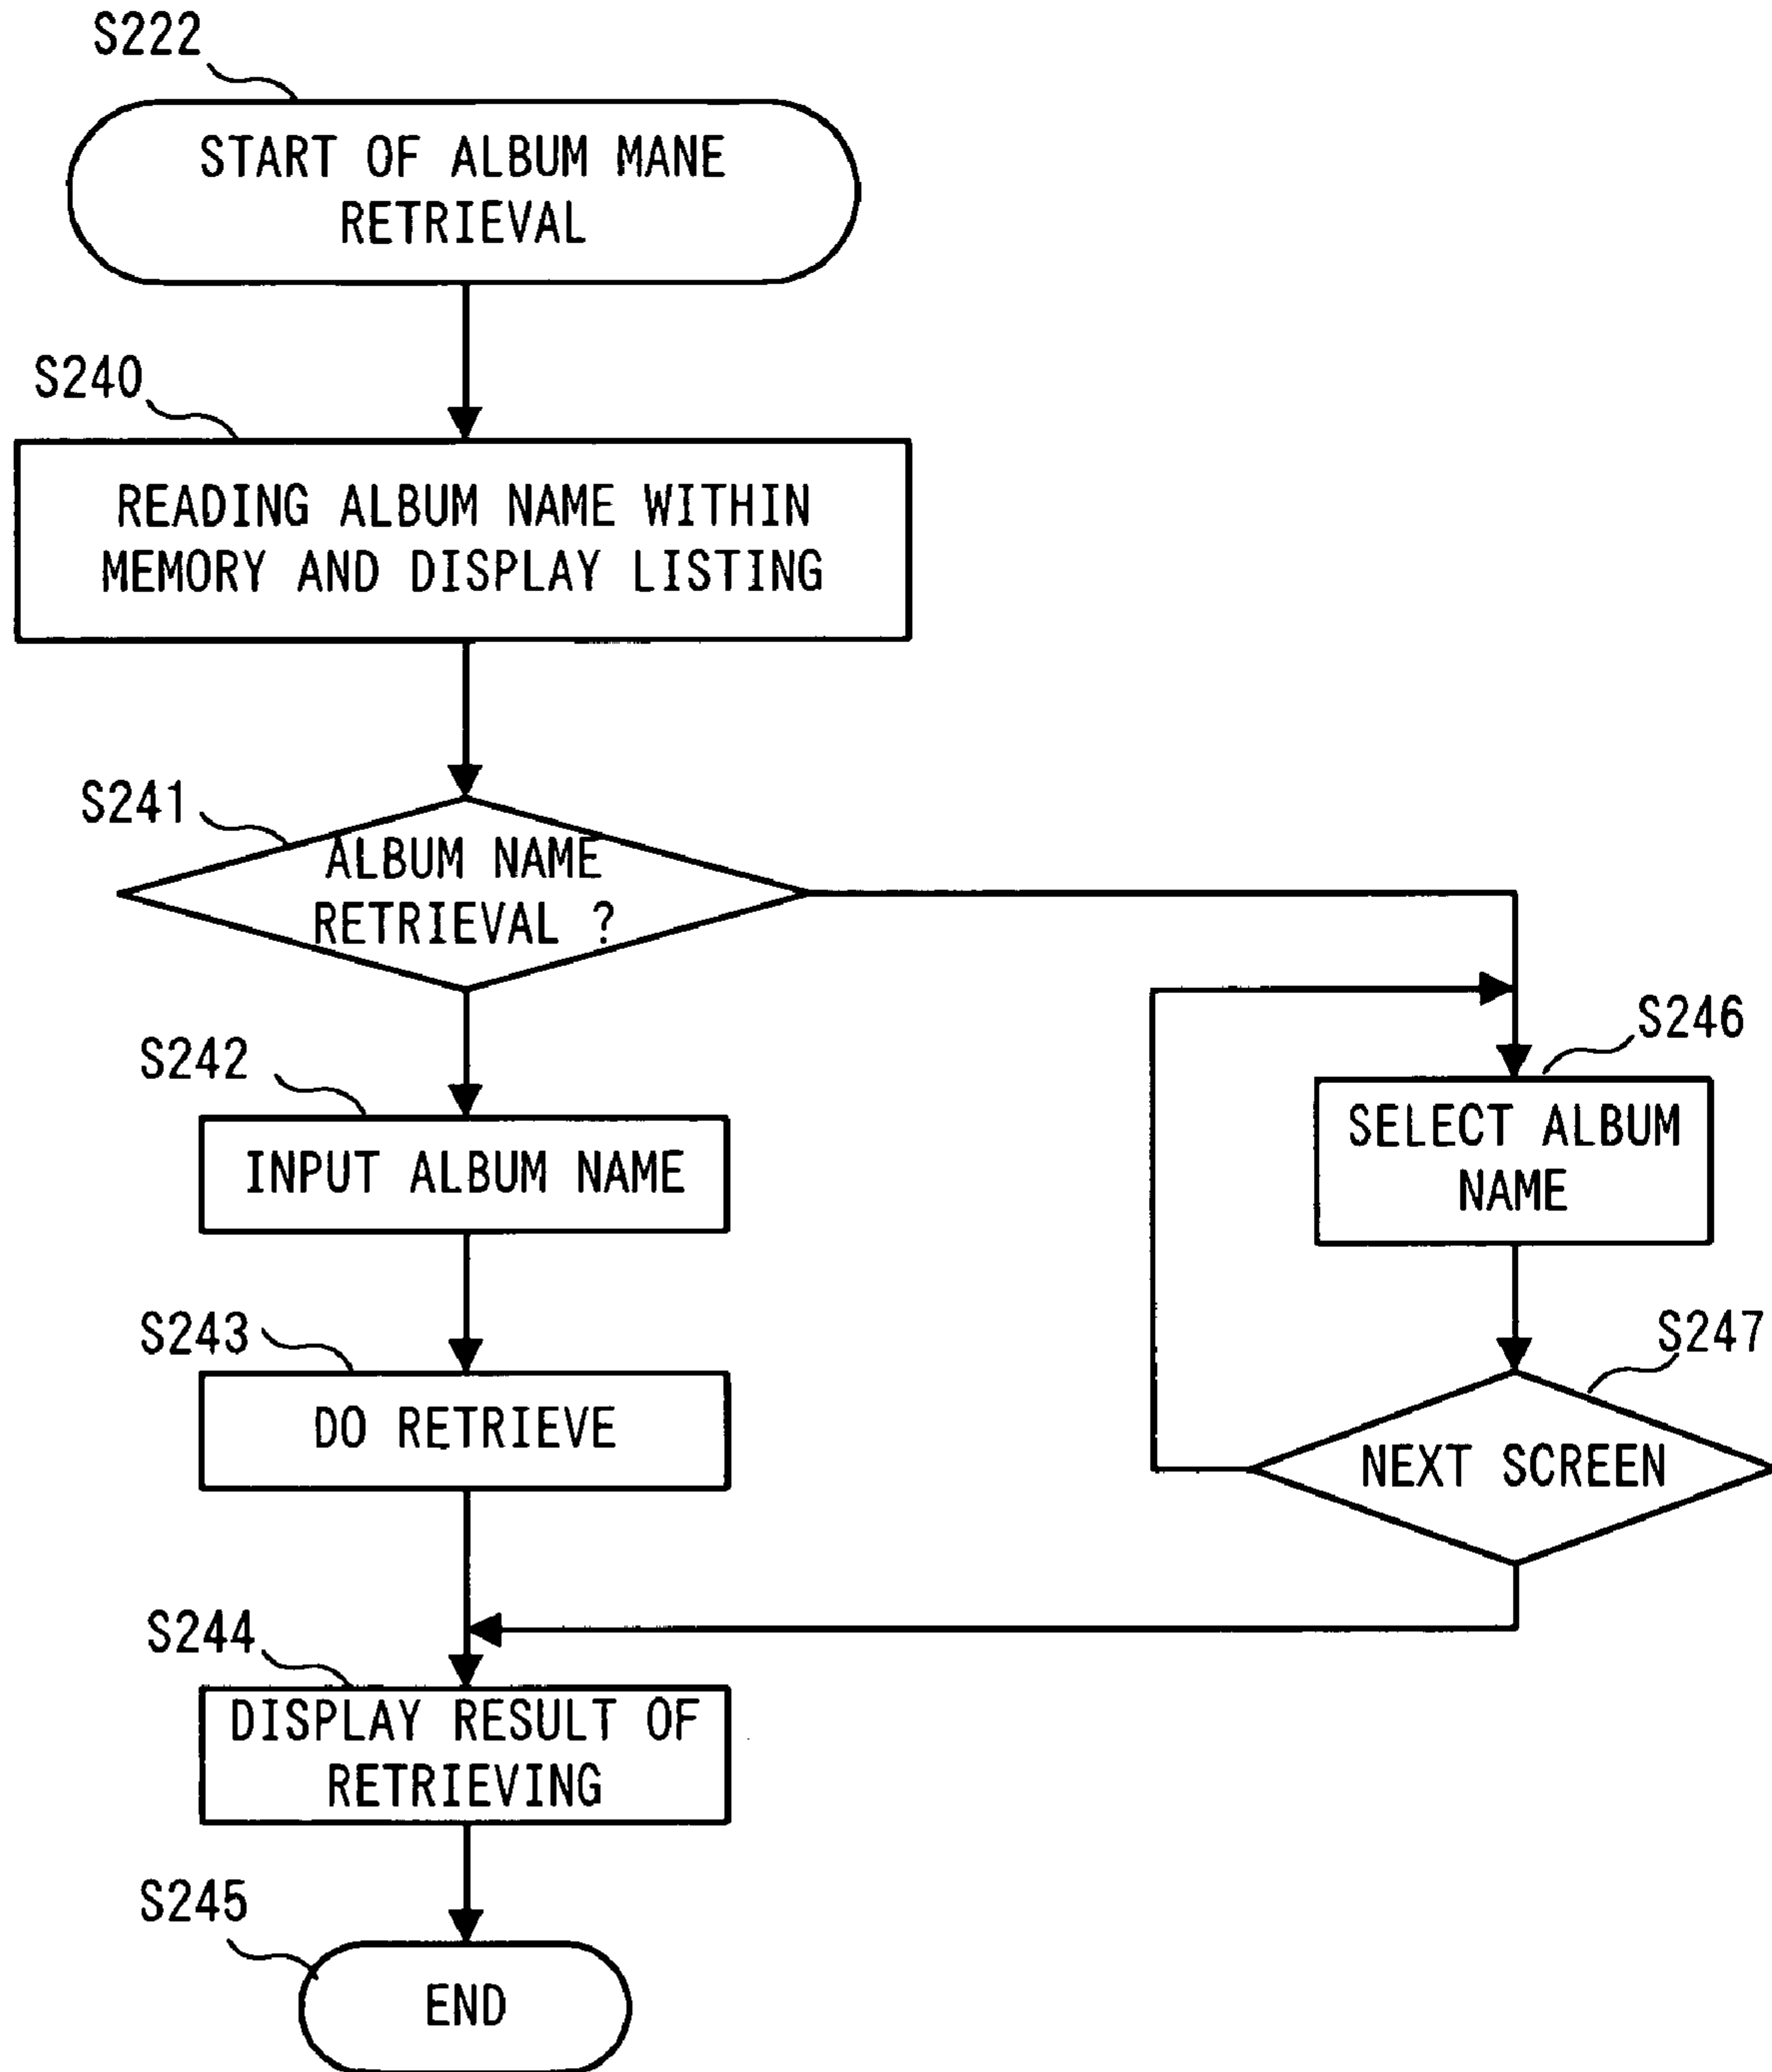 S222
START OF ALBUM MANE
RETRIEVAL
S240
READING ALBUM NAME WITHIN
MEMORY AND DISPLAY LISTING
S241
ALBUM NAME
RETRIEVAL ?
S242
INPUT ALBUM NAME
S243
DO RETRIEVE
S244
DISPLAY RESULT OF
RETRIEVING
S245
END
S246
SELECT ALBUM
NAME
S247
NEXT SCREEN